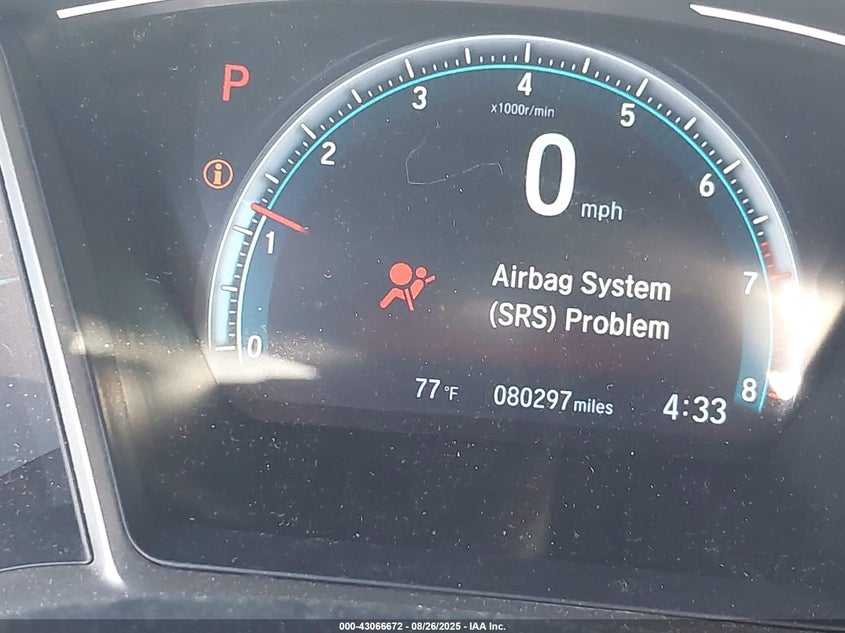 P
4
3
5
x1000r/min
2
0 mph
6
i
1
7
Airbag System
(SRS) Problem
0
77°F 080297 miles 4:33
8
000-43066672 - 08/26/2025 - IAA Inc.